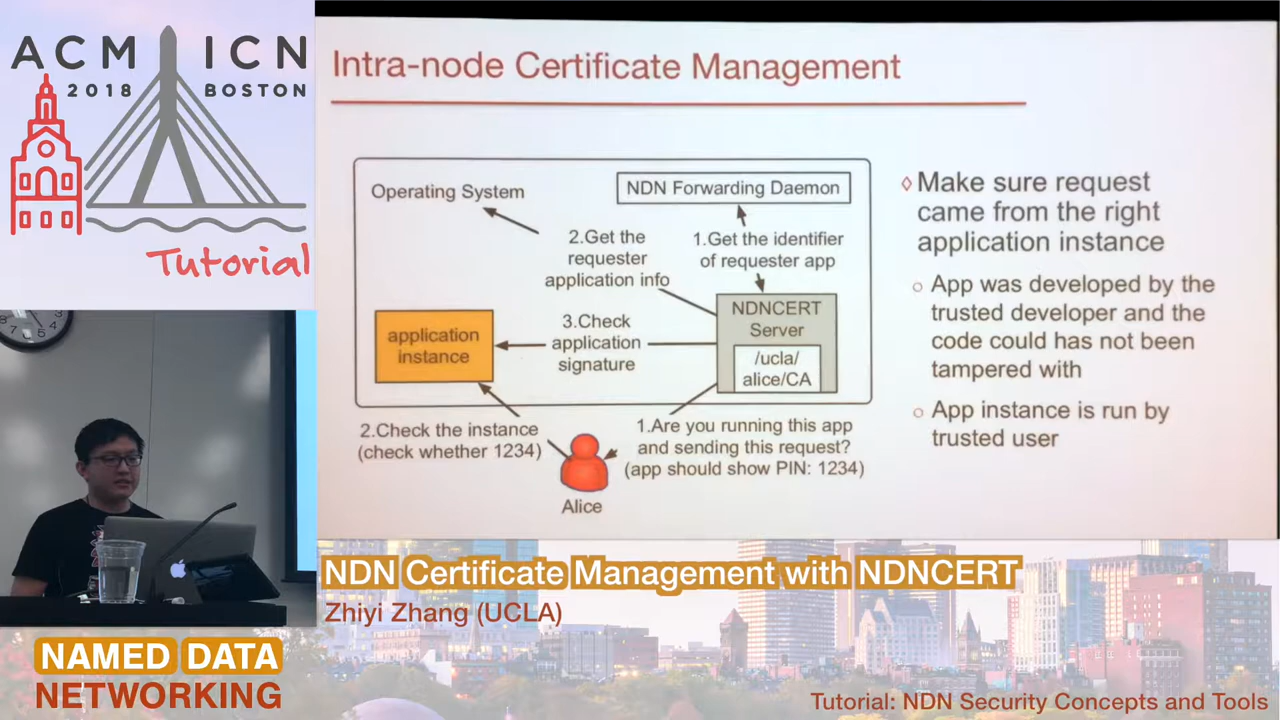 ACM ICN
2018 BOSTON
Tutorial
Intra-node Certificate Management
Operating System
NDN Forwarding Daemon
2.Get the
requester
application info
1.Get the identifier
of requester app
NDNCERT
Server
/ucla/
alice/CA
application
instance
3.Check
application
signature
2.Check the instance
(check whether 1234)
1.Are you running this app
and sending this request?
(app should show PIN: 1234)
Alice
Make sure request
came from the right
application instance
App was developed by the
trusted developer and the
code could has not been
tampered with
App instance is run by
trusted user
NDN Certificate Management with NDNCERT
Zhiyi Zhang (UCLA)
NAMED DATA
NETWORKING
Tutorial: NDN Security Concepts and Tools